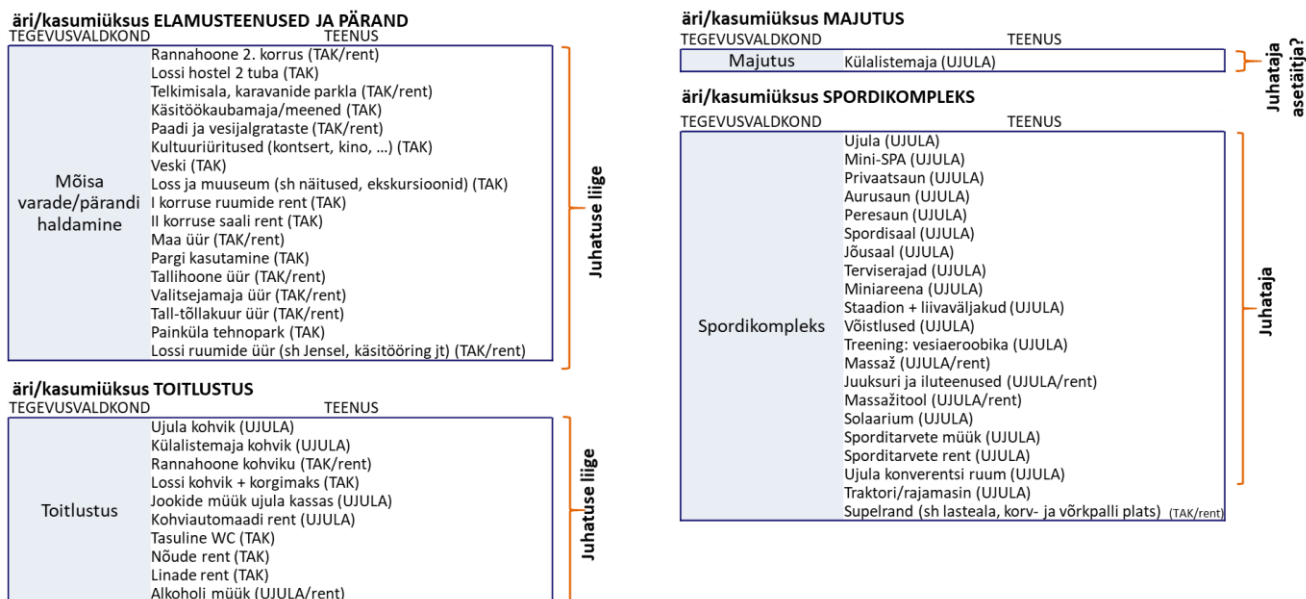 äri/kasumiüksus ELAMUSTEENUSED JA PÄRAND
TEGEVUSVALDKOND TEENUS
Mõisa
varade/pärandi
haldamine
Rannahoone 2. korrus (TAK/rent)
Lossi hostel 2 tuba (TAK)
Telkimisala, karavanide parkla (TAK/rent)
Käsitöökaubamaja/meened (TAK)
Paadi ja vesijalgrataste (TAK/rent)
Kultuuriüritused (kontsert, kino, ...) (TAK)
Veski (TAK)
Loss ja muuseum (sh näitused, ekskursioonid) (TAK)
I korruse ruumide rent (TAK)
II korruse saali rent (TAK)
Maa üür (TAK/rent)
Pargi kasutamine (TAK)
Tallihoone üür (TAK/rent)
Valitsejamaja üür (TAK/rent)
Tall-tõllakuur üür (TAK/rent)
Painküla tehnopark (TAK)
Lossi ruumide üür (sh Jensel, käsitööring jt) (TAK/rent)
Juhatuse liige
äri/kasumiüksus TOITLUSTUS
TEGEVUSVALDKOND TEENUS
Toitlustus
Ujula kohvik (UJULA)
Külalistemaja kohvik (UJULA)
Rannahoone kohviku (TAK/rent)
Lossi kohvik + korgimaks (TAK)
Jookide müük ujula kassas (UJULA)
Kohviautomaadi rent (UJULA)
Tasuline WC (TAK)
Nõude rent (TAK)
Linade rent (TAK)
Alkoholi müük (UJULA/rent)
Juhatuse liige
äri/kasumiüksus MAJUTUS
TEGEVUSVALDKOND TEENUS
Majutus Külalistemaja (UJULA)
Juhataja
asetäitja?
äri/kasumiüksus SPORDIKOMPLEKS
TEGEVUSVALDKOND TEENUS
Spordikompleks
Ujula (UJULA)
Mini-SPA (UJULA)
Privaatsaun (UJULA)
Aurusaun (UJULA)
Peresaun (UJULA)
Spordisaal (UJULA)
Jõusaal (UJULA)
Terviserajad (UJULA)
Miniareena (UJULA)
Staadion + liivaväljakud (UJULA)
Võistlused (UJULA)
Treening: vesiaeroobika (UJULA)
Massaž (UJULA/rent)
Juuksuri ja iluteenused (UJULA/rent)
Massažitool (UJULA/rent)
Solaarium (UJULA)
Sporditarvete müük (UJULA)
Sporditarvete rent (UJULA)
Ujula konverentsi ruum (UJULA)
Traktori/rajamasin (UJULA)
Supelrand (sh lasteala, korv- ja võrkpalli plats) (TAK/rent)
Juhataja